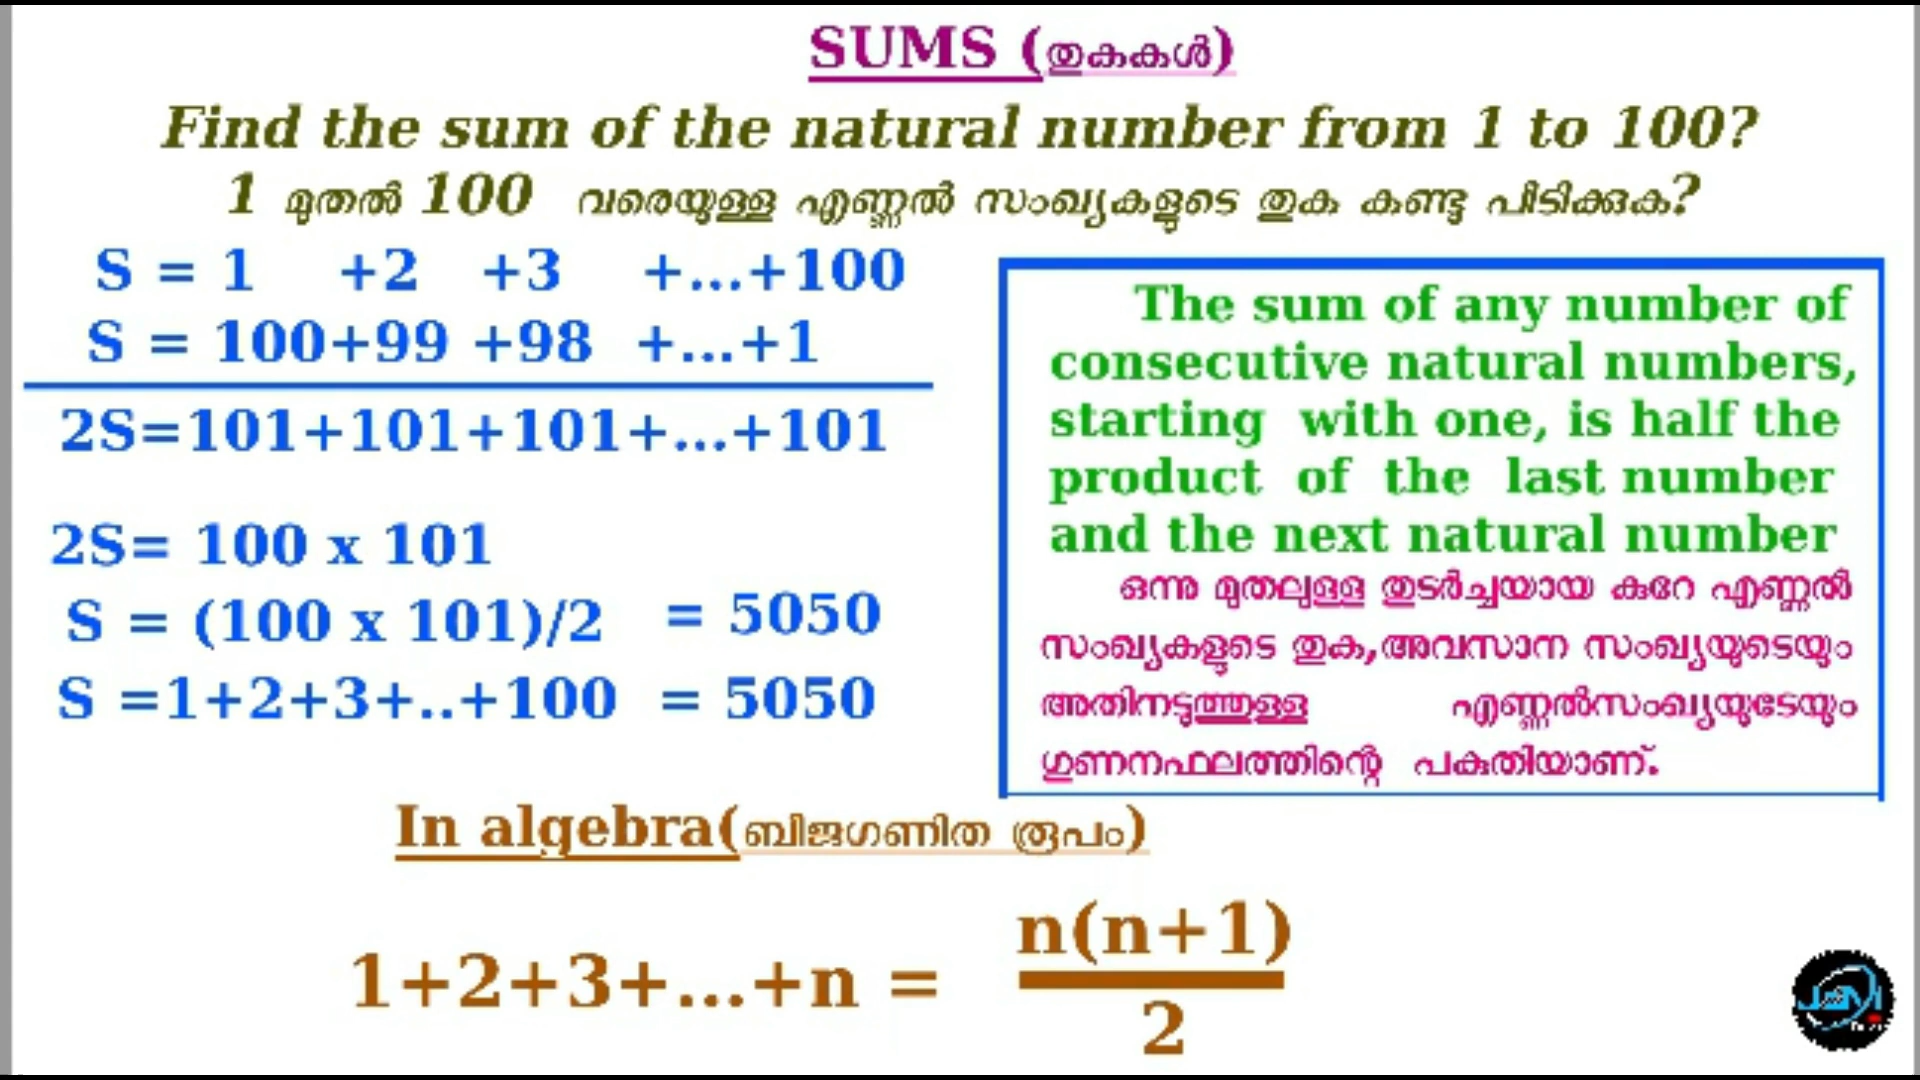 SUMS (തുകകൾ)
Find the sum of the natural number from 1 to 100?
1 മുതൽ 100 വരെയുള്ള എണ്ണൽ സംഖ്യകളുടെ തുക കണ്ടു പിടിക്കുക?
S = 1 +2 +3 +...+100
S = 100+99 +98 +...+1
2S=101+101+101+...+101
2S= 100 x 101
S = (100 x 101)/2 = 5050
S =1+2+3+..+100 = 5050
The sum of any number of
consecutive natural numbers,
starting with one, is half the
product of the last number
and the next natural number
ഒന്നു മുതലുള്ള തുടർച്ചയായ കുറേ എണ്ണൽ
സംഖ്യകളുടെ തുക,അവസാന സംഖ്യയുടെയും
അതിനടുത്തുള്ള എണ്ണൽസംഖ്യയുടേയും
ഗുണനഫലത്തിന്റെ പകുതിയാണ്.
In algebra(ബിജഗണിത രൂപം)
1+2+3+...+n =
n(n+1)
2